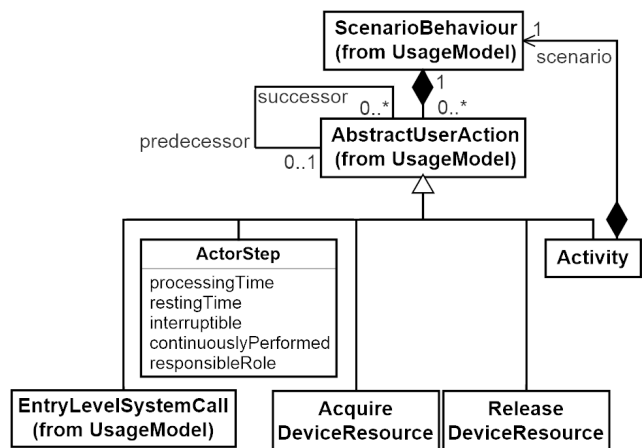 ScenarioBehaviour
(from UsageModel)
1
scenario
successor
1
0..*
0..*
predecessor
0..1
AbstractUserAction
(from UsageModel)
ActorStep
processingTime
restingTime
interruptible
continuouslyPerformed
responsibleRole
Activity
EntryLevelSystemCall
(from UsageModel)
Acquire
DeviceResource
Release
DeviceResource